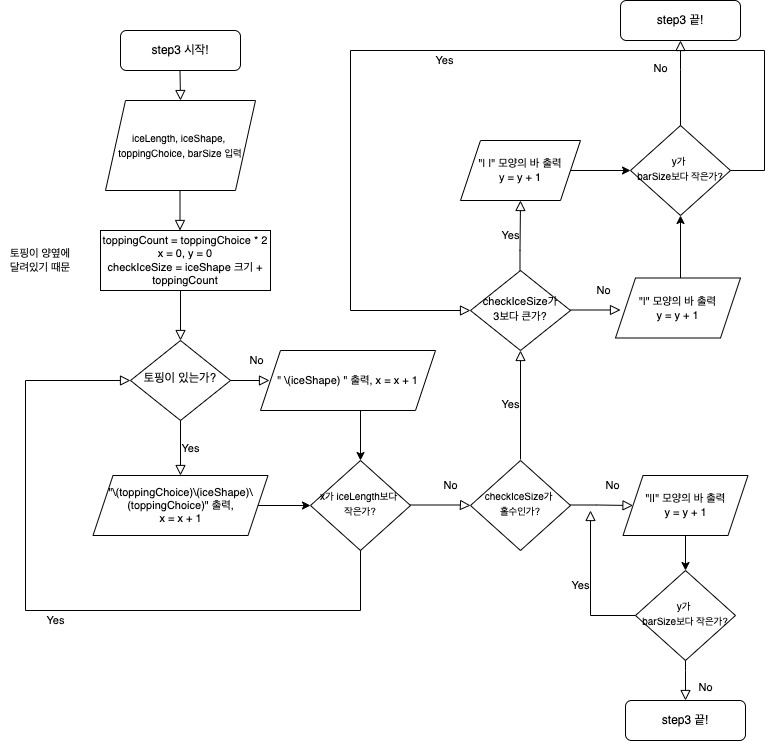 step3 시작!
iceLength, iceShape,
toppingChoice, barSize 입력
토핑이 양옆에
달려있기 때문
toppingCount = toppingChoice * 2
x = 0, y = 0
checkIceSize = iceShape 크기 +
toppingCount
토핑이 있는가?
No
" \(iceShape) " 출력, x = x + 1
Yes
"\(toppingChoice)\(iceShape)\
(toppingChoice)" 출력,
x = x + 1
x가 iceLength보다
작은가?
Yes
No
checkIceSize가
홀수인가?
Yes
No
"||" 모양의 바 출력
y = y + 1
y가
barSize보다 작은가?
Yes
No
step3 끝!
checkIceSize가
3보다 큰가?
Yes
No
"| |" 모양의 바 출력
y = y + 1
"|" 모양의 바 출력
y = y + 1
y가
barSize보다 작은가?
Yes
No
step3 끝!